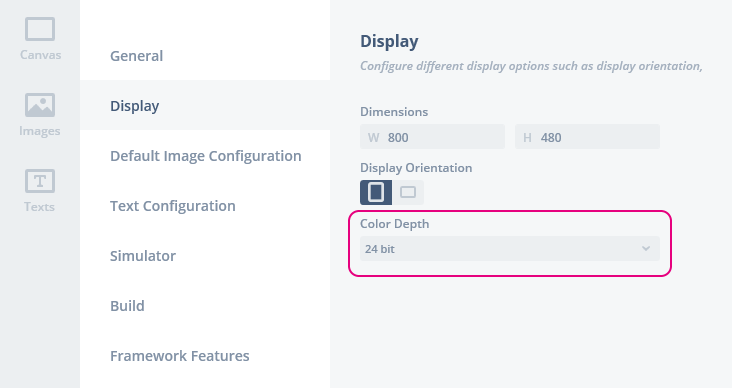 Canvas
Images
Texts
General
Display
Default Image Configuration
Text Configuration
Simulator
Build
Framework Features
Display
Configure different display options such as display orientation,
Dimensions
W 800 H 480
Display Orientation
Color Depth
24 bit